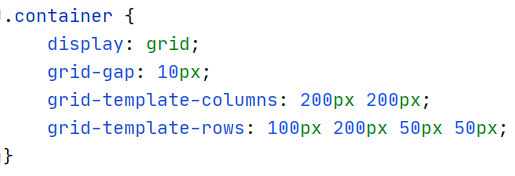 .container {
    display: grid;
    grid-gap: 10px;
    grid-template-columns: 200px 200px;
    grid-template-rows: 100px 200px 50px 50px;
}